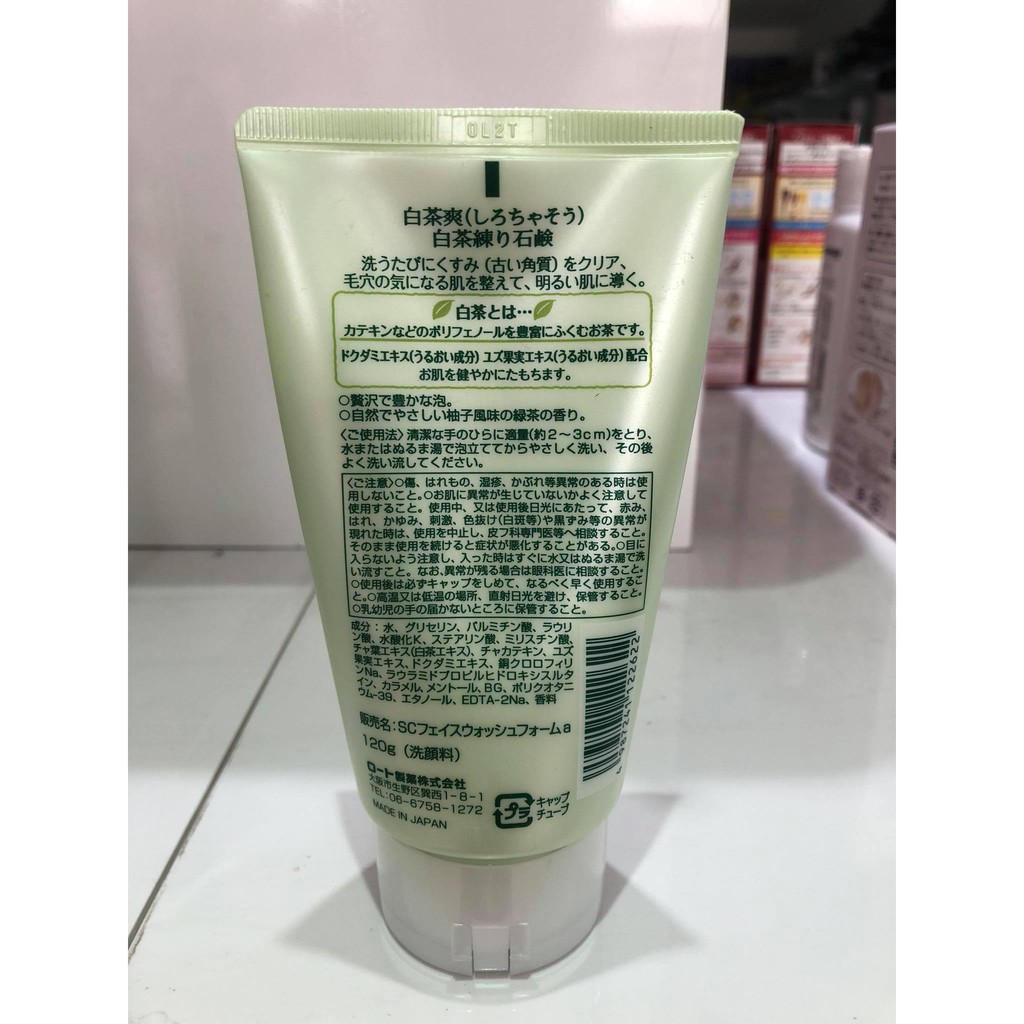 OL2T
白茶爽(しろちゃそう)
白茶練り石鹸
洗うたびにくすみ(古い角質)をクリア、
毛穴の気になる肌を整えて、明るい肌に導く。
白茶とは…
カテキンなどのポリフェノールを豊富にふくむお茶です。
ドクダミエキス(うるおい成分) ユズ果実エキス(うるおい成分) 配合
お肌を健やかにたもちます。
○贅沢で豊かな泡。
○自然でやさしい柚子風味の緑茶の香り。
〈ご使用法〉清潔な手のひらに適量(約2〜3cm)をとり、
水またはぬるま湯で泡立ててからやさしく洗い、その後
よく洗い流してください。
〈ご注意〉○傷、はれもの、湿疹、かぶれ等異常のある時は使
用しないこと。○お肌に異常が生じていないかよく注意して
使用すること。使用中、又は使用後日光にあたって、赤み、
はれ、かゆみ、刺激、色抜け(白斑等)や黒ずみ等の異常が
現れた時は、使用を中止し、皮フ科専門医等へ相談すること。
そのまま使用を続けると症状が悪化することがある。○目に
入らないよう注意し、入った時はすぐに水又はぬるま湯で洗
い流すこと。なお、異常が残る場合は眼科医に相談すること。
○使用後は必ずキャップをしめて、なるべく早く使用するこ
と。○高温又は低温の場所、直射日光を避け、保管すること。
○乳幼児の手の届かないところに保管すること。
成分：水、グリセリン、パルミチン酸、ラウリ
ン酸、水酸化K、ステアリン酸、ミリスチン酸、
チャ葉エキス(白茶エキス)、チャカテキン、ユズ
果実エキス、ドクダミエキス、銅クロロフィリ
ンNa、ラウラミドプロピルヒドロキシスルタ
イン、カラメル、メントール、BG、ポリクオタニ
ウム-39、エタノール、EDTA-2Na、香料
販売名：SCフェイスウォッシュフォームa
120g (洗顔料)
ロート製薬株式会社
大阪市生野区巽西1-8-1
TEL:06-6758-1272
MADE IN JAPAN
プラ
キャップ
チューブ
4 987241 122622